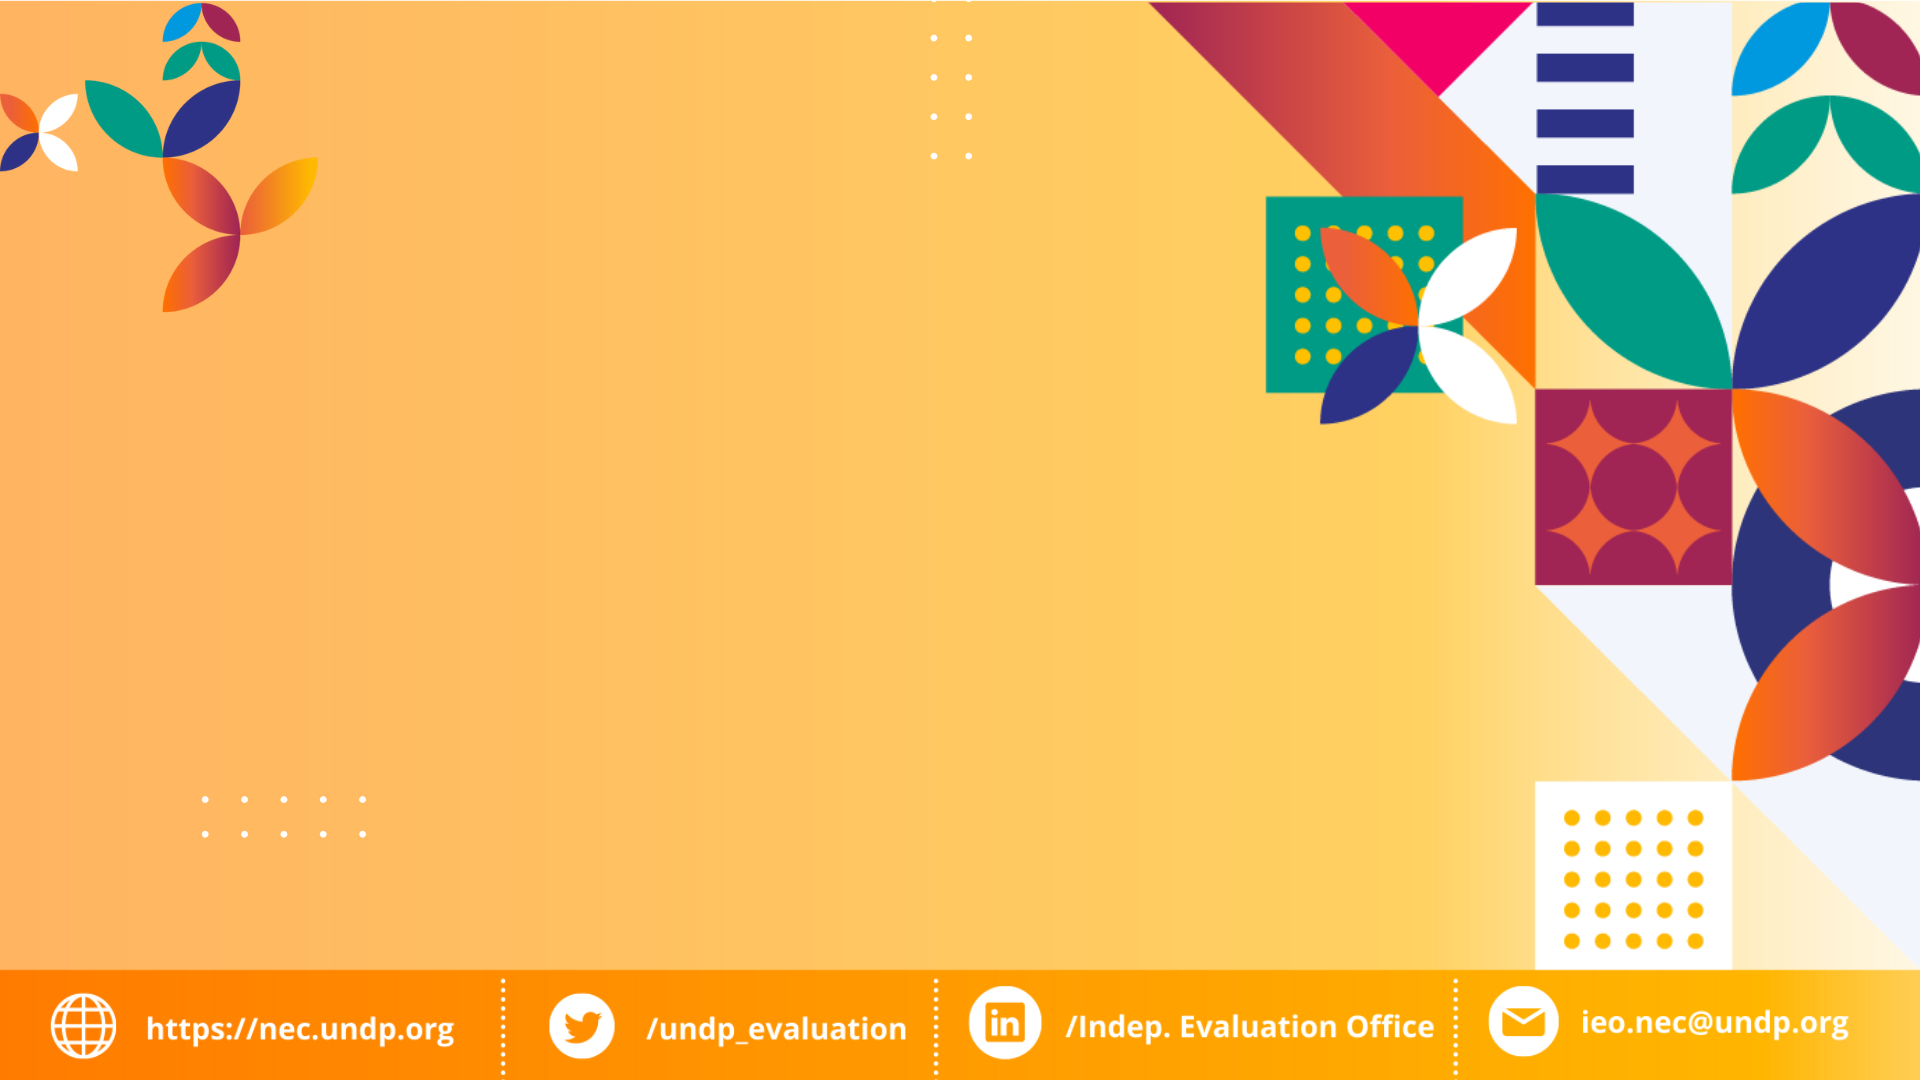 https://nec.undp.org
/undp_evaluation
/Indep. Evaluation Office
ieo.nec@undp.org